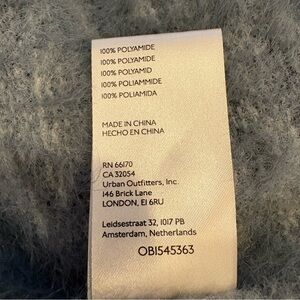 100% POLYAMIDE
100% POLYAMIDE
100% POLYAMID
100% POLIAMMIDE
100% POLIAMIDA
MADE IN CHINA
HECHO EN CHINA
RN 66170
CA 32054
Urban Outfitters, Inc.
146 Brick Lane
LONDON, E1 6RU
Leidsestraat 32, 1017 PB
Amsterdam, Netherlands
OB1545363